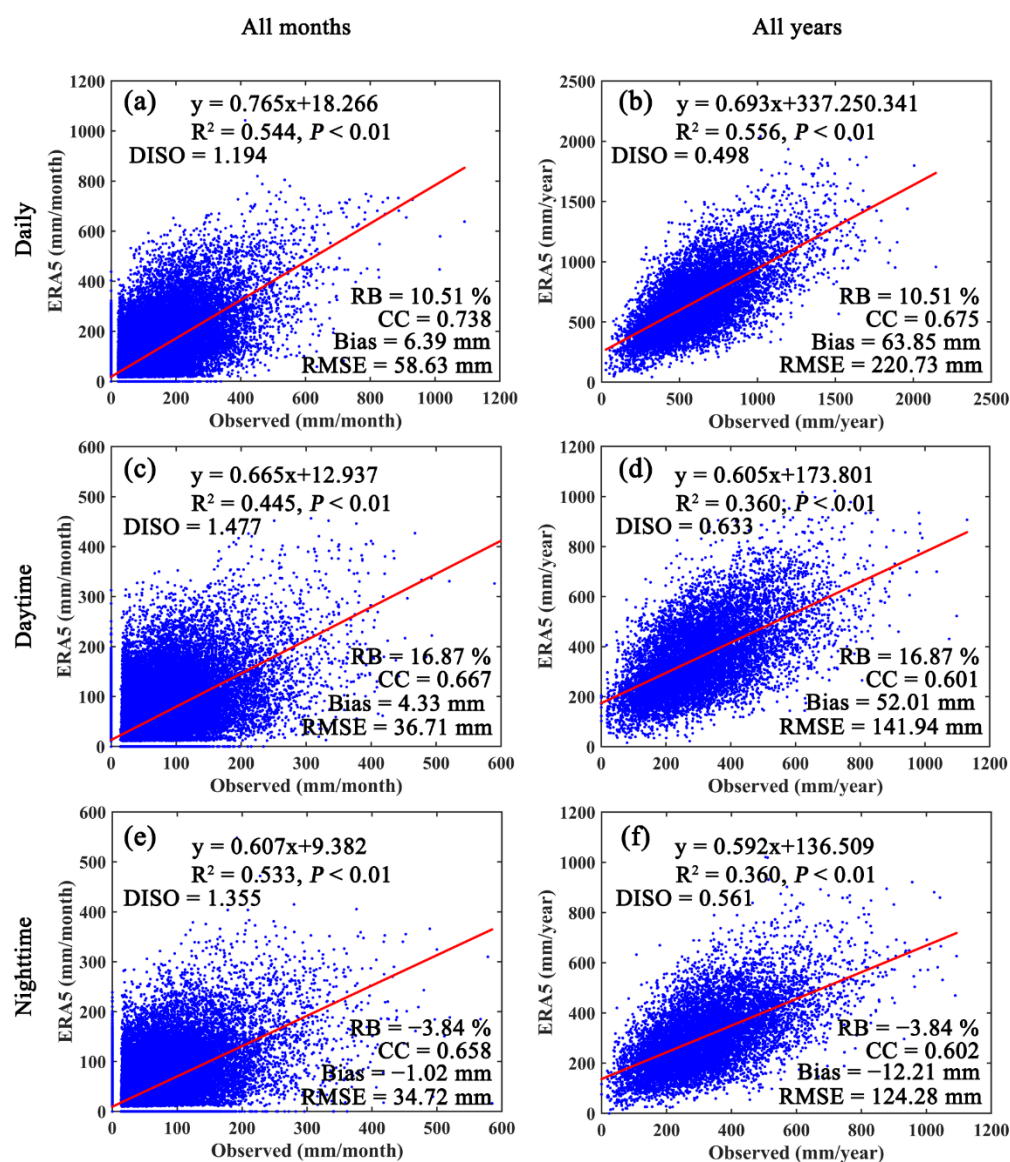 All months
All years
Daily
(a)
y = 0.765x+18.266
R² = 0.544, P < 0.01
DISO = 1.194
RB = 10.51 %
CC = 0.738
Bias = 6.39 mm
RMSE = 58.63 mm
ERA5 (mm/month)
1200
1000
800
600
400
200
0
0 200 400 600 800 1000 1200
Observed (mm/month)
(b)
y = 0.693x+337.250.341
R² = 0.556, P < 0.01
DISO = 0.498
RB = 10.51 %
CC = 0.675
Bias = 63.85 mm
RMSE = 220.73 mm
ERA5 (mm/year)
2500
2000
1500
1000
500
0
0 500 1000 1500 2000 2500
Observed (mm/year)
Daytime
(c)
y = 0.665x+12.937
R² = 0.445, P < 0.01
DISO = 1.477
RB = 16.87 %
CC = 0.667
Bias = 4.33 mm
RMSE = 36.71 mm
ERA5 (mm/month)
600
500
400
300
200
100
0
0 100 200 300 400 500 600
Observed (mm/month)
(d)
y = 0.605x+173.801
R² = 0.360, P < 0.01
DISO = 0.633
RB = 16.87 %
CC = 0.601
Bias = 52.01 mm
RMSE = 141.94 mm
ERA5 (mm/year)
1200
1000
800
600
400
200
0
0 200 400 600 800 1000 1200
Observed (mm/year)
Nighttime
(e)
y = 0.607x+9.382
R² = 0.533, P < 0.01
DISO = 1.355
RB = −3.84 %
CC = 0.658
Bias = −1.02 mm
RMSE = 34.72 mm
ERA5 (mm/month)
600
500
400
300
200
100
0
0 100 200 300 400 500 600
Observed (mm/month)
(f)
y = 0.592x+136.509
R² = 0.360, P < 0.01
DISO = 0.561
RB = −3.84 %
CC = 0.602
Bias = −12.21 mm
RMSE = 124.28 mm
ERA5 (mm/year)
1200
1000
800
600
400
200
0
0 200 400 600 800 1000 1200
Observed (mm/year)